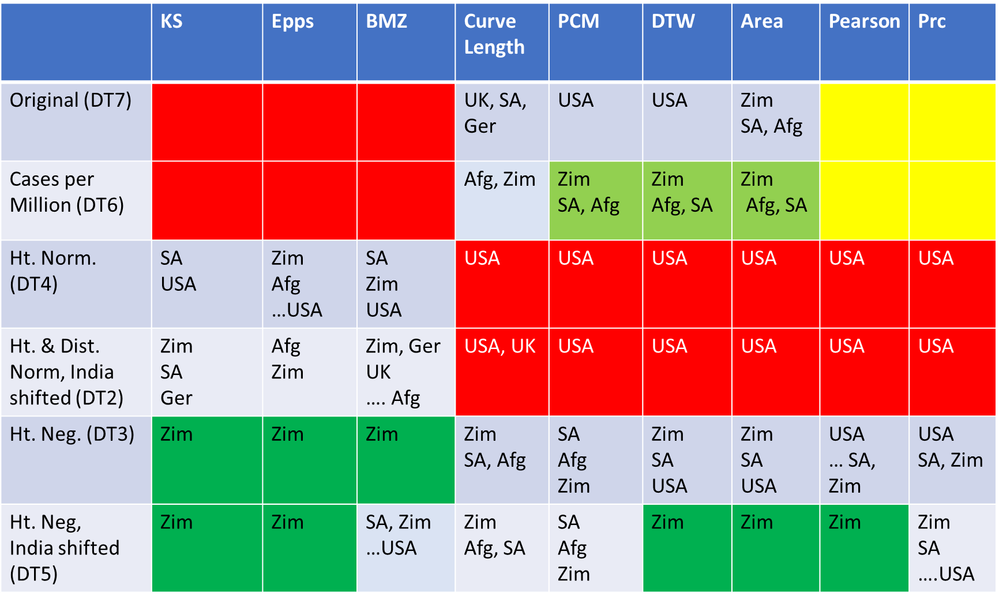 KS Epps BMZ Curve PCM DTW Area Pearson Prc
Length
Original (DT7) UK, SA, USA USA Zim
Ger SA, Afg
Cases per Afg, Zim Zim Zim Zim
Million (DT6) SA, Afg Afg, SA Afg, SA
Ht. Norm. SA Zim SA USA USA USA USA USA USA
(DT4) USA Afg Zim
...USA USA
Ht. & Dist. Zim Afg Zim, Ger USA, UK USA USA USA USA USA
Norm, India SA Zim UK
shifted (DT2) Ger .... Afg
Ht. Neg. (DT3) Zim Zim Zim Zim SA Zim Zim USA USA
SA, Afg Afg SA SA ... SA, SA, Zim
Zim USA USA Zim
Ht. Neg, Zim Zim SA, Zim Zim SA Zim Zim Zim Zim
India shifted ...USA Afg, SA Afg SA
(DT5) Zim ....USA